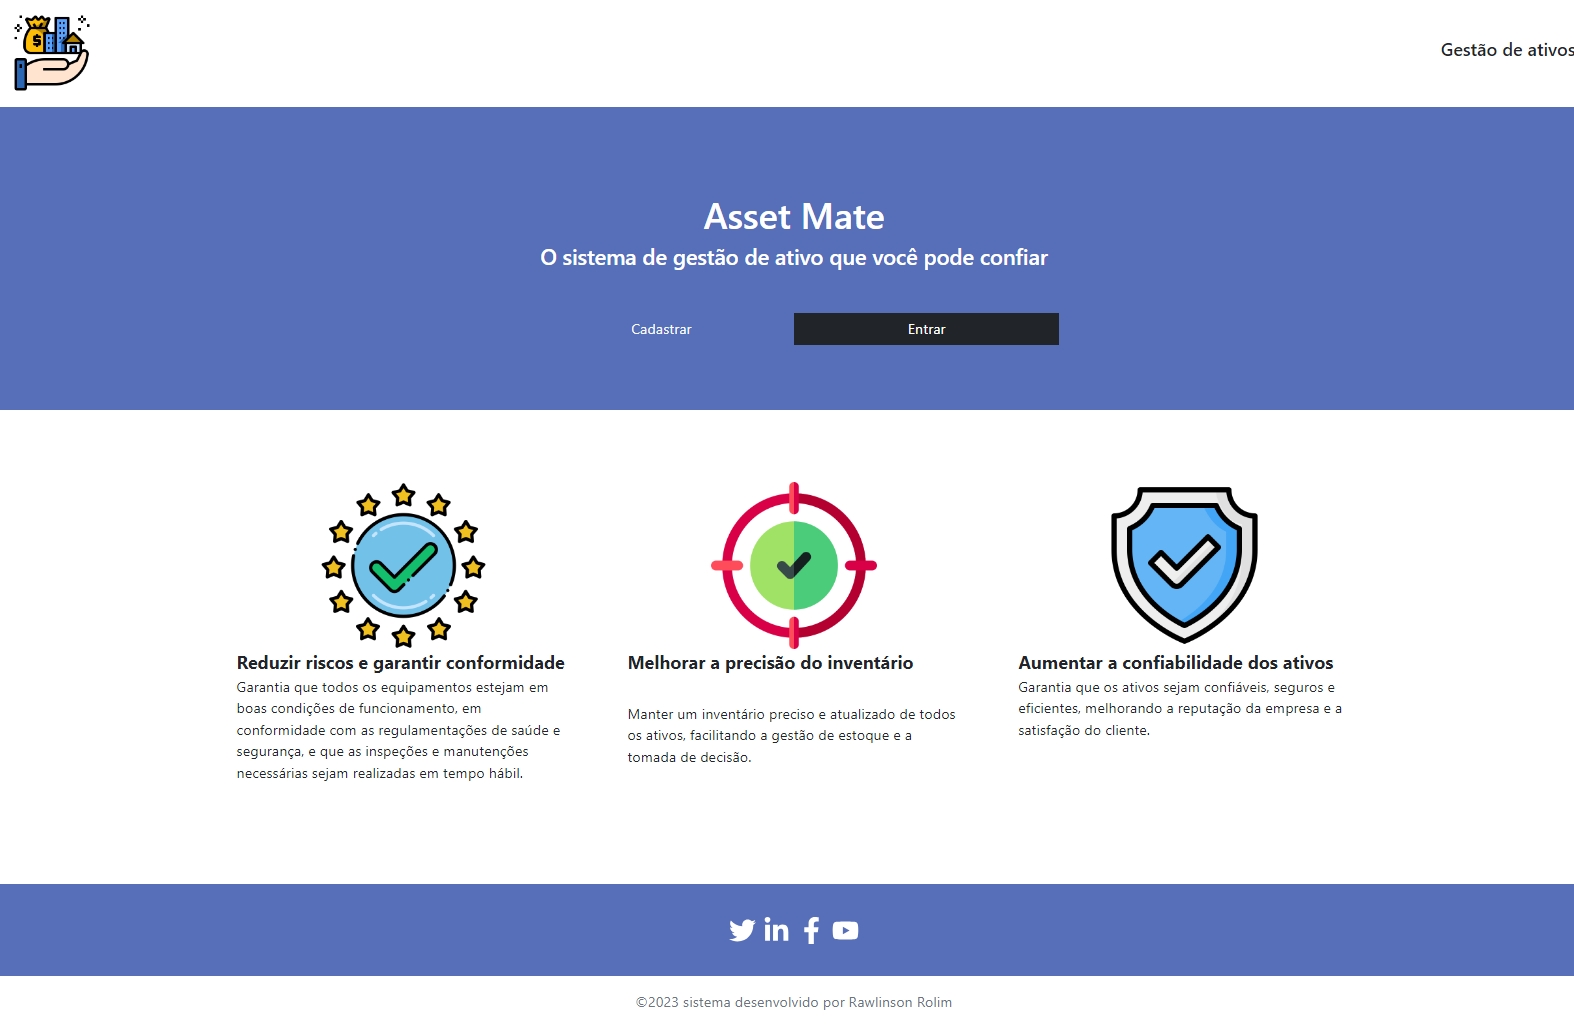 $
Gestão de ativos
Asset Mate
O sistema de gestão de ativo que você pode confiar
Cadastrar
Entrar
Reduzir riscos e garantir conformidade
Garantia que todos os equipamentos estejam em
boas condições de funcionamento, em
conformidade com as regulamentações de saúde e
segurança, e que as inspeções e manutenções
necessárias sejam realizadas em tempo hábil.
Melhorar a precisão do inventário
Manter um inventário preciso e atualizado de todos
os ativos, facilitando a gestão de estoque e a
tomada de decisão.
Aumentar a confiabilidade dos ativos
Garantia que os ativos sejam confiáveis, seguros e
eficientes, melhorando a reputação da empresa e a
satisfação do cliente.
in
©2023 sistema desenvolvido por Rawlinson Rolim